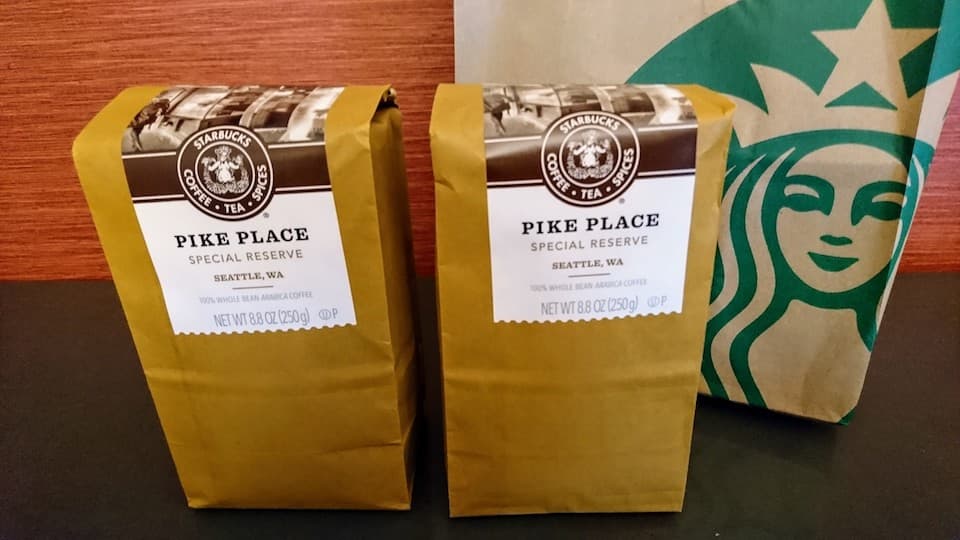 STARBUCKS
COFFEE • TEA • SPICES
®
PIKE PLACE
SPECIAL RESERVE
SEATTLE, WA
100% WHOLE BEAN ARABICA COFFEE
NET WT 8.8 OZ (250g) Ⓤ P
STARBUCKS
COFFEE • TEA • SPICES
®
PIKE PLACE
SPECIAL RESERVE
SEATTLE, WA
100% WHOLE BEAN ARABICA COFFEE
NET WT 8.8 OZ (250g) Ⓤ P